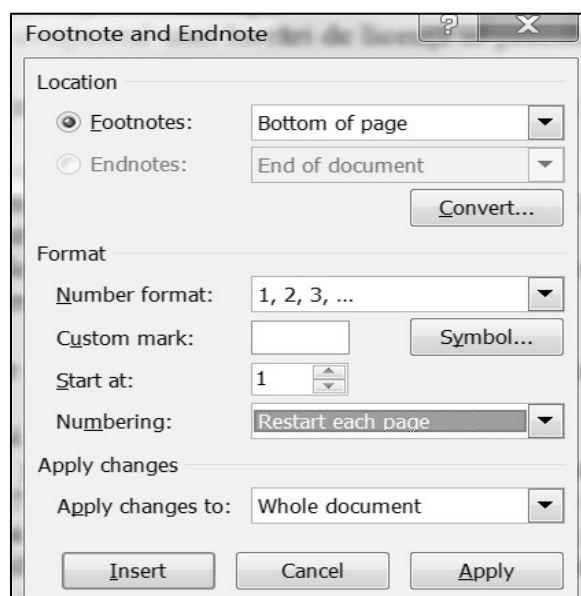 Footnote and Endnote
Location
Footnotes: Bottom of page
Endnotes: End of document
Convert...
Format
Number format: 1, 2, 3, ...
Custom mark: Symbol...
Start at: 1
Numbering: Restart each page
Apply changes
Apply changes to: Whole document
Insert Cancel Apply